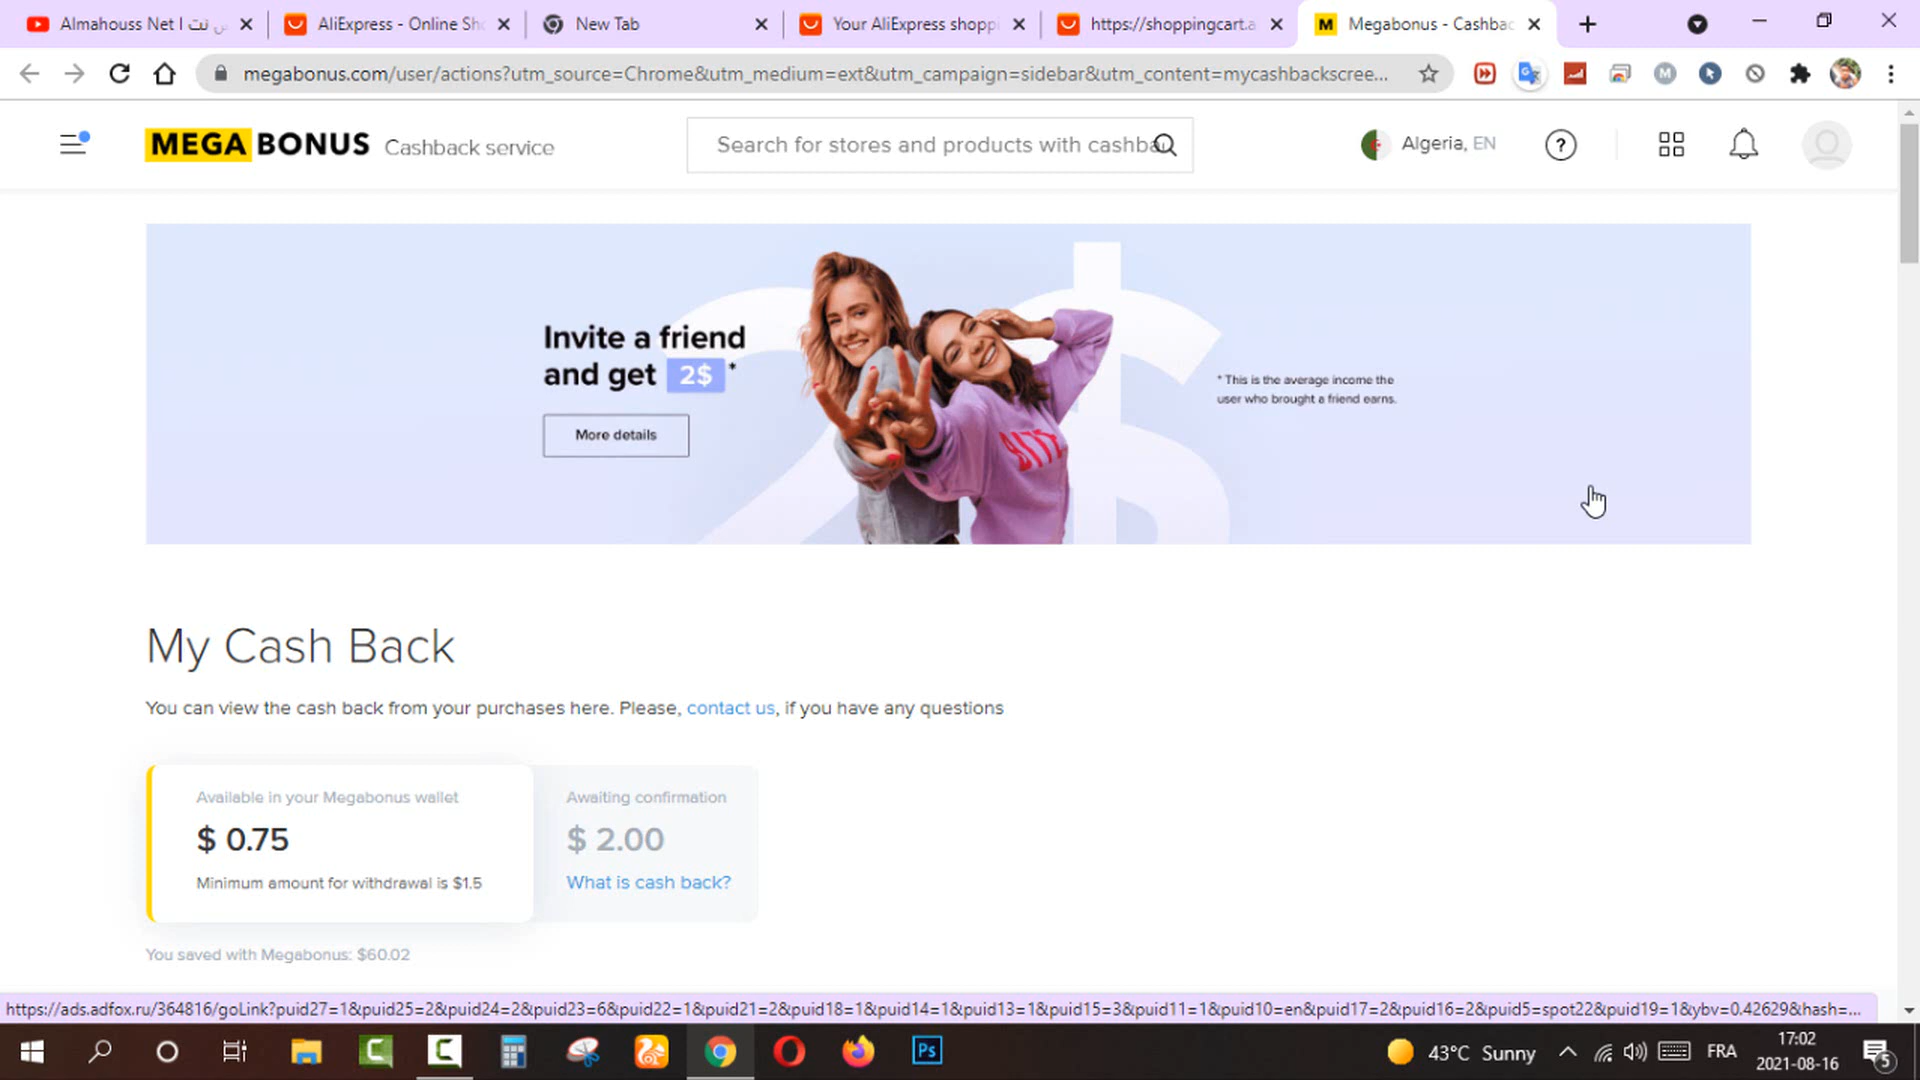 Almahouss Net | س نت
AliExpress - Online Sh
New Tab
Your AliExpress shoppi
https://shoppingcart.a
Megabonus - Cashbac
megabonus.com/user/actions?utm_source=Chrome&utm_medium=ext&utm_campaign=sidebar&utm_content=mycashbackscree...
MEGABONUS Cashback service
Search for stores and products with cashba
Algeria, EN
Invite a friend
and get 2$ *
More details
* This is the average income the
user who brought a friend earns.
My Cash Back
You can view the cash back from your purchases here. Please, contact us, if you have any questions
Available in your Megabonus wallet
$ 0.75
Minimum amount for withdrawal is $1.5
Awaiting confirmation
$ 2.00
What is cash back?
You saved with Megabonus: $60.02
https://ads.adfox.ru/364816/goLink?puid27=1&puid25=2&puid24=2&puid23=6&puid22=1&puid21=2&puid18=1&puid14=1&puid13=1&puid15=3&puid11=1&puid10=en&puid17=2&puid16=2&puid5=spot22&puid19=1&ybv=0.42629&hash=...
Ps
43°C Sunny
FRA
17:02
2021-08-16
5